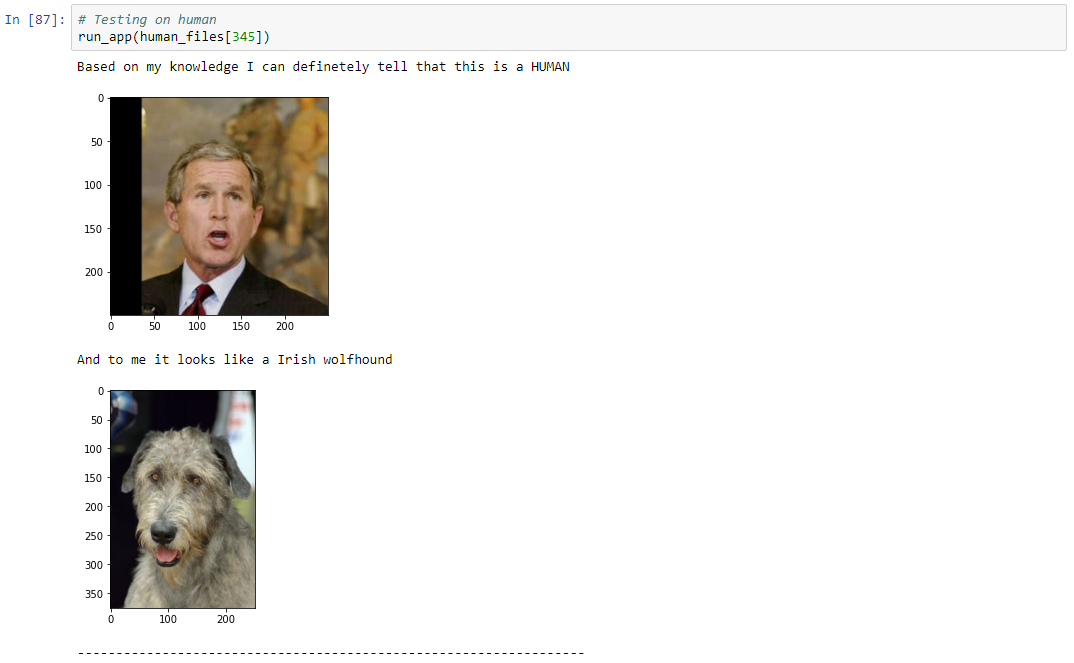 In [87]: # Testing on human
run_app(human_files[345])
Based on my knowledge I can definetely tell that this is a HUMAN
0
50
100
150
200
0 50 100 150 200
And to me it looks like a Irish wolfhound
0
50
100
150
200
250
300
350
0 100 200
----------------------------------------------------------------